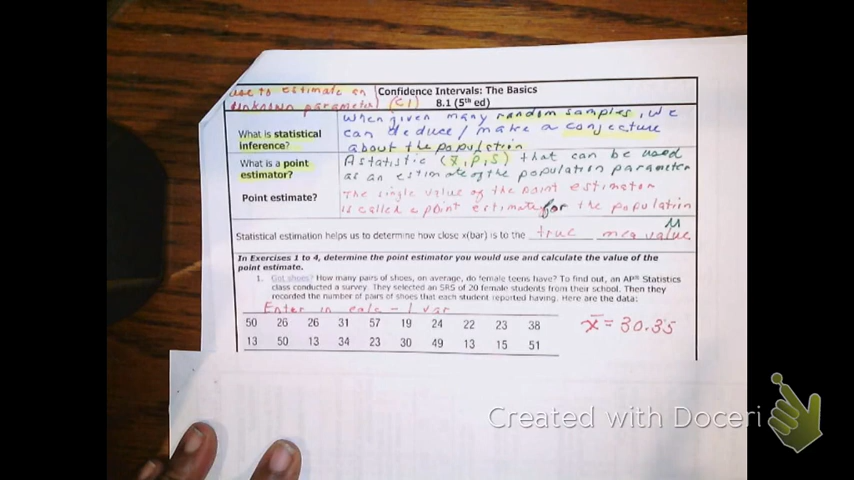 use to estimate an
unknown parameter (CI)
Confidence Intervals: The Basics
8.1 (5th ed)
What is statistical inference?
When given many random samples, we
can deduce/make a conjecture
about the population
What is a point estimator?
A statistic (x̄, p, s) that can be used
as an estimate of the population parameter
Point estimate?
The single value of the point estimator
is called a point estimate for the population
Statistical estimation helps us to determine how close x(bar) is to the true value. μ
In Exercises 1 to 4, determine the point estimator you would use and calculate the value of the
point estimate.
1. Got shoes? How many pairs of shoes, on average, do female teens have? To find out, an AP® Statistics
class conducted a survey. They selected an SRS of 20 female students from their school. Then they
recorded the number of pairs of shoes that each student reported having. Here are the data:
Enter in calc - 1 var
50 26 26 31 57 19 24 22 23 38
x̄ = 30.35
13 50 13 34 23 30 49 13 15 51
Created with Doceri